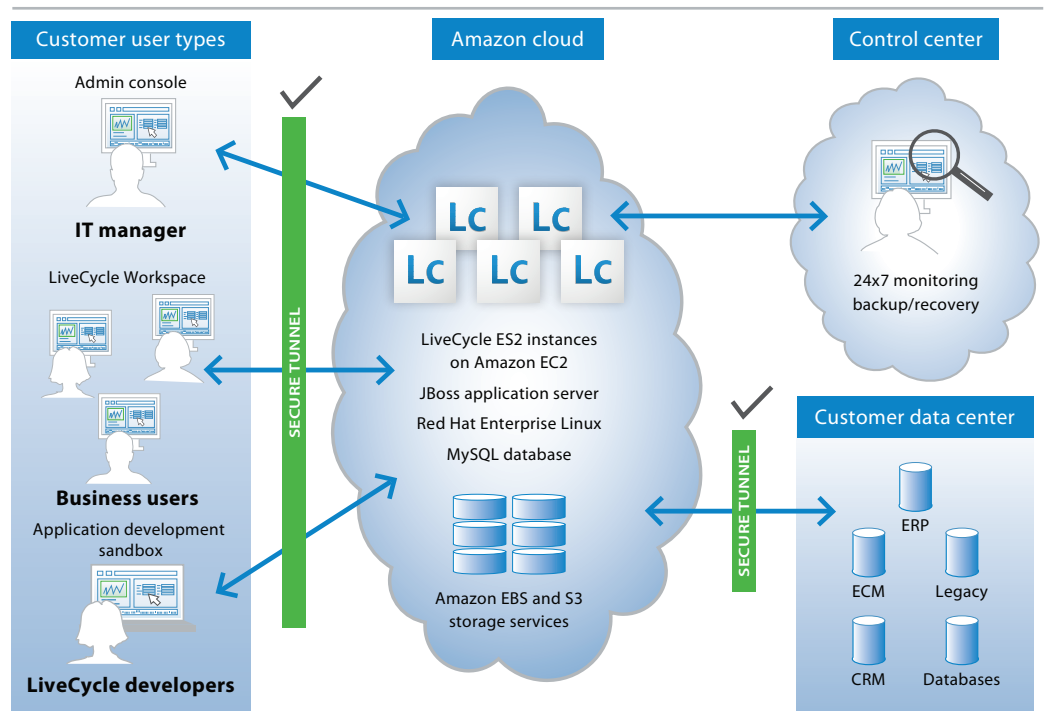 Customer user types
Admin console
IT manager
LiveCycle Workspace
Business users
Application development
sandbox
LiveCycle developers
SECURE TUNNEL
Amazon cloud
Lc Lc
Lc Lc Lc
LiveCycle ES2 instances
on Amazon EC2
JBoss application server
Red Hat Enterprise Linux
MySQL database
Amazon EBS and S3
storage services
Control center
24x7 monitoring
backup/recovery
SECURE TUNNEL
Customer data center
ERP
ECM Legacy
CRM Databases